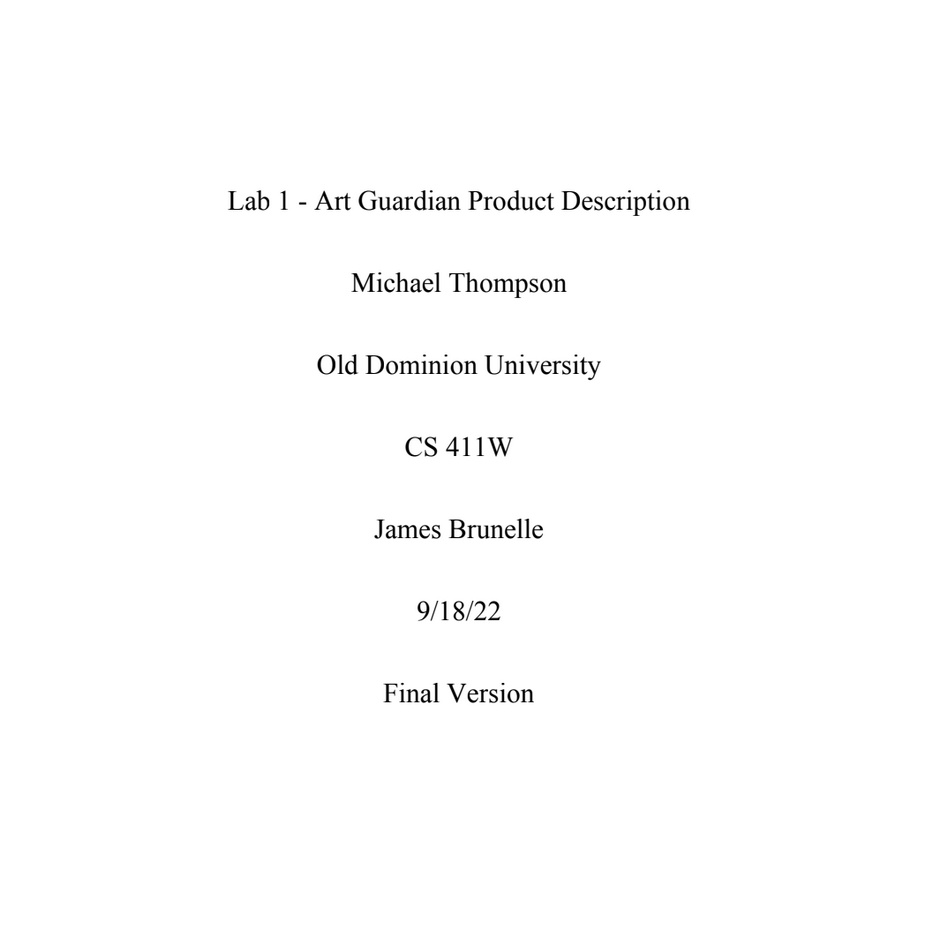 Lab 1 - Art Guardian Product Description
Michael Thompson
Old Dominion University
CS 411W
James Brunelle
9/18/22
Final Version